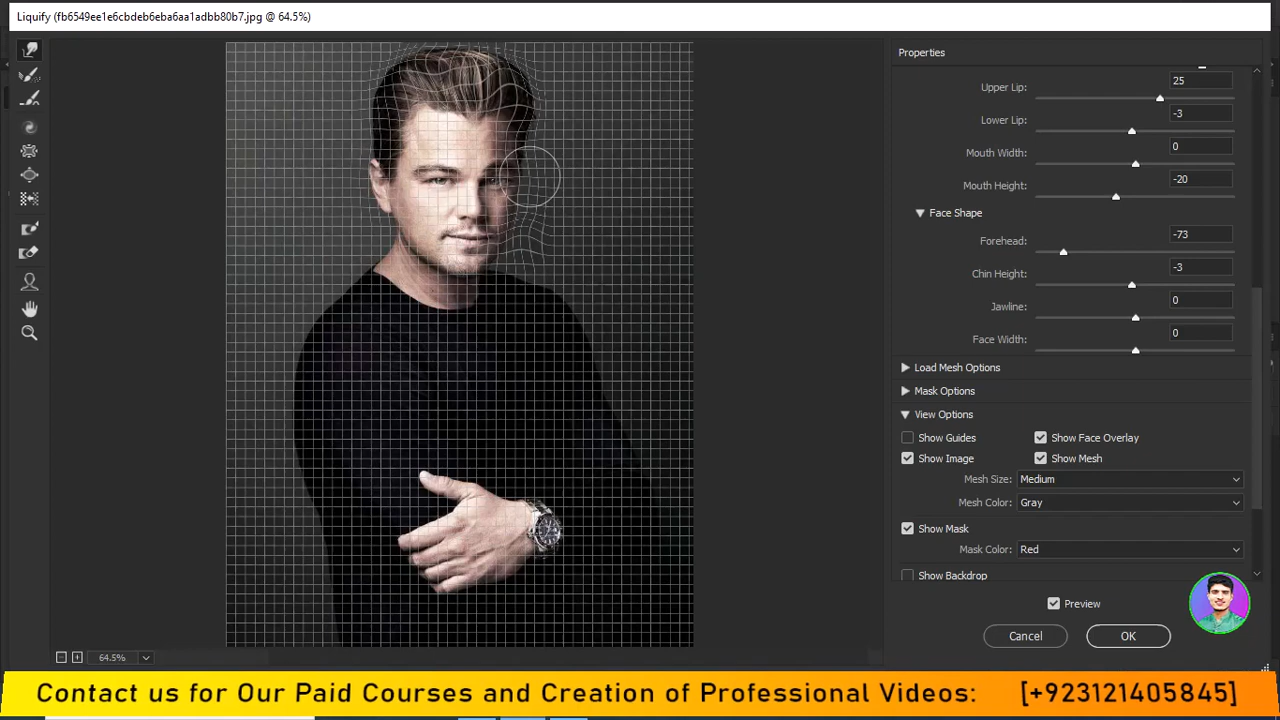 Liquify (fb6549ee1e6cbdeb6eba6aa1adbb80b7.jpg @ 64.5%)
Properties
Upper Lip: 25
Lower Lip: -3
Mouth Width: 0
Mouth Height: -20
Face Shape
Forehead: -73
Chin Height: -3
Jawline: 0
Face Width: 0
Load Mesh Options
Mask Options
View Options
Show Guides Show Face Overlay
Show Image Show Mesh
Mesh Size: Medium
Mesh Color: Gray
Show Mask
Mask Color: Red
Show Backdrop
Preview
Cancel OK
64.5%
Contact us for Our Paid Courses and Creation of Professional Videos: [+923121405845]